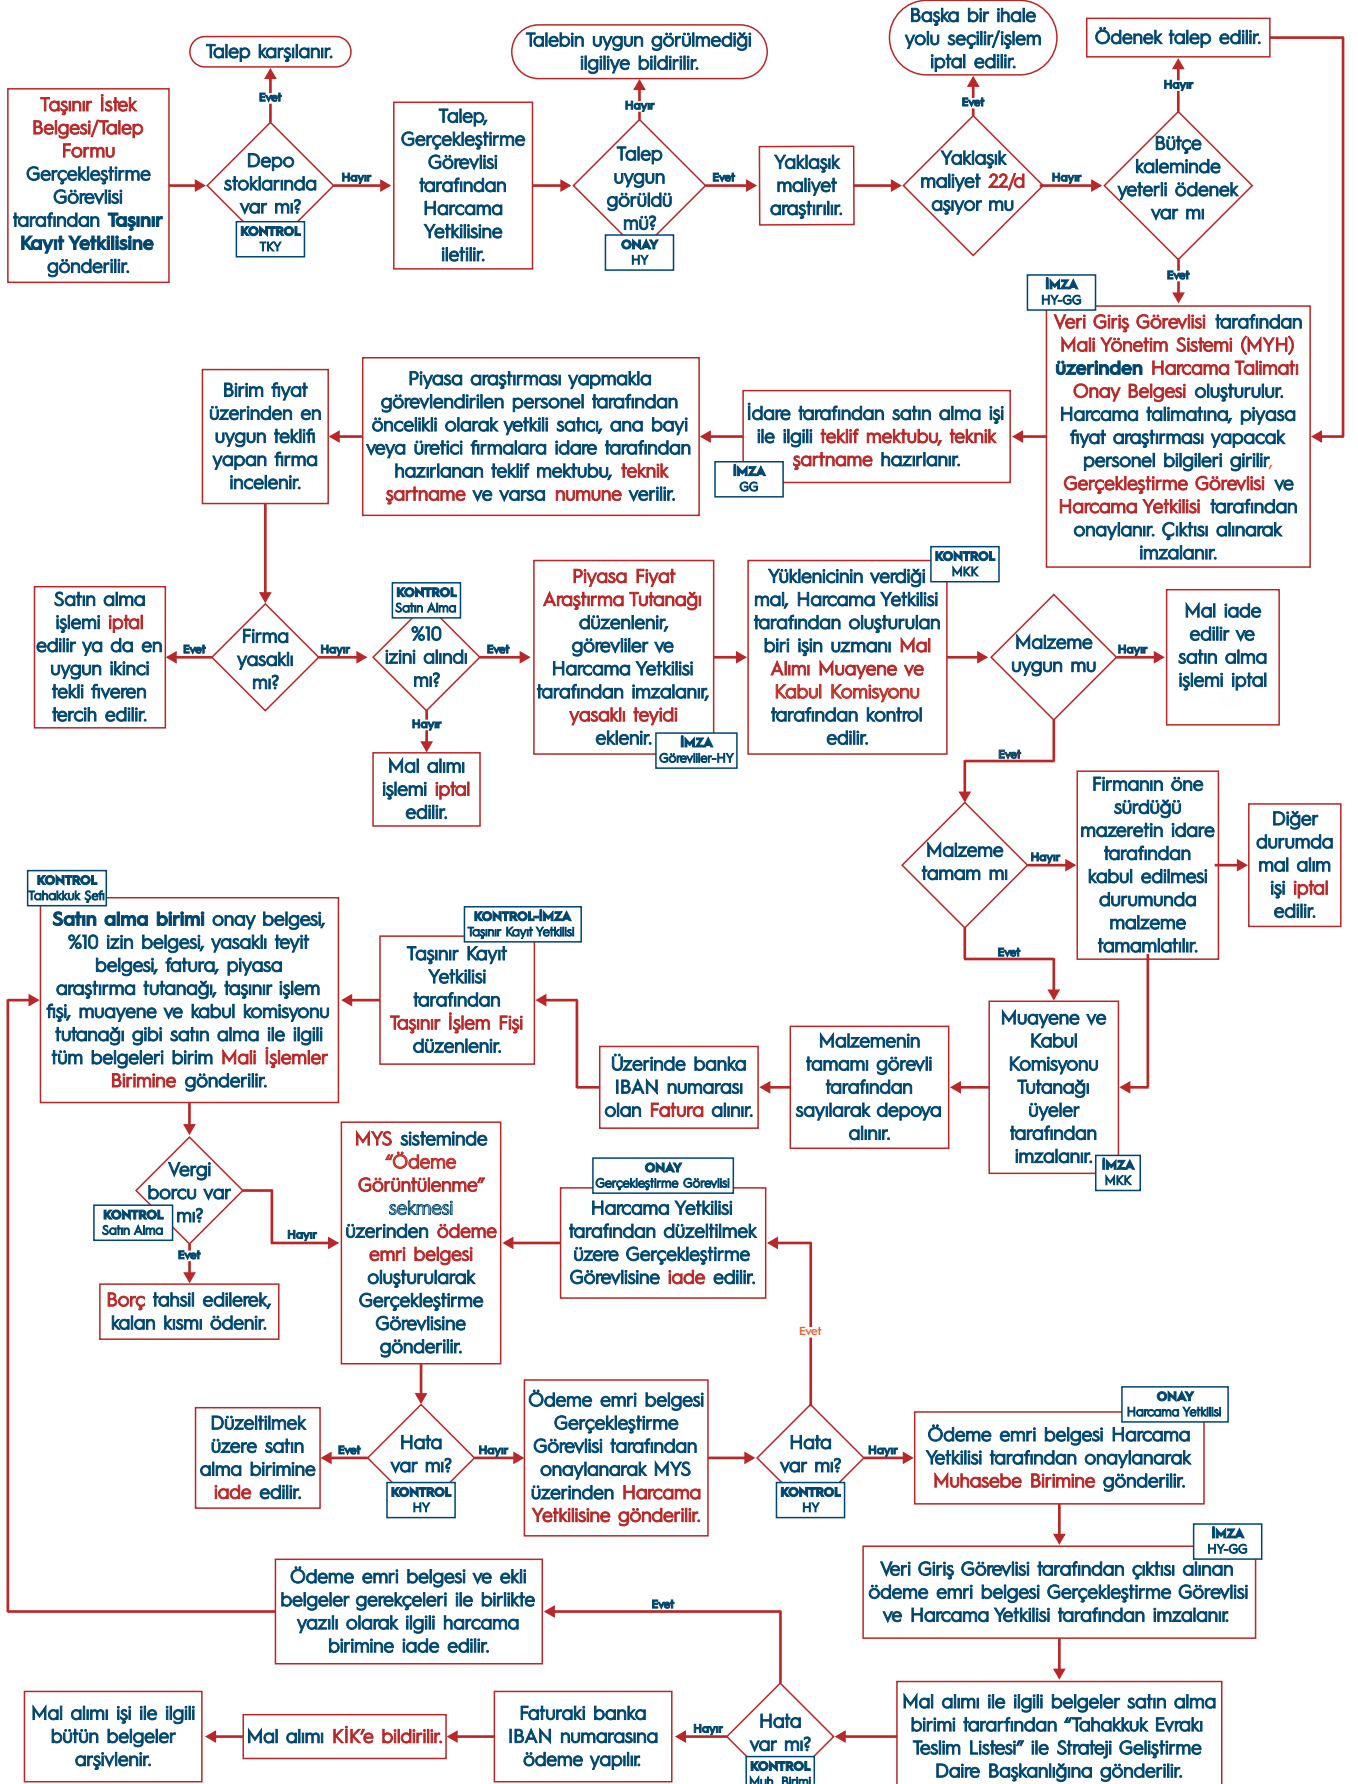 Taşınır İstek
Belgesi/Talep
Formu
Gerçekleştirme
Görevlisi
tarafından Taşınır
Kayıt Yetkilisine
gönderilir.
Talep karşılanır.
Evet
Depo
stoklarında
var mı?
KONTROL
TKY
Hayır
Talep,
Gerçekleştirme
Görevlisi
tarafından
Harcama
Yetkilisine
iletilir.
Talebin uygun görülmediği
ilgiliye bildirilir.
Hayır
Talep
uygun
görüldü
mü?
ONAY
HY
Evet
Yaklaşık
maliyet
araştırılır.
Başka bir ihale
yolu seçilir/işlem
iptal edilir.
Evet
Yaklaşık
maliyet 22/d
aşıyor mu
Hayır
Ödenek talep edilir.
Hayır
Bütçe
kaleminde
yeterli ödenek
var mı
Evet
İMZA
HY-GG
Veri Giriş Görevlisi tarafından
Mali Yönetim Sistemi (MYH)
üzerinden Harcama Talimatı
Onay Belgesi oluşturulur.
Harcama talimatına, piyasa
fiyat araştırması yapacak
personel bilgileri girilir,
Gerçekleştirme Görevlisi ve
Harcama Yetkilisi tarafından
onaylanır. Çıktısı alınarak
imzalanır.
İdare tarafından satın alma işi
ile ilgili teklif mektubu, teknik
şartname hazırlanır.
İMZA
GG
Piyasa araştırması yapmakla
görevlendirilen personel tarafından
öncelikli olarak yetkili satıcı, ana bayi
veya üretici firmalara idare tarafından
hazırlanan teklif mektubu, teknik
şartname ve varsa numune verilir.
Birim fiyat
üzerinden en
uygun teklifi
yapan firma
incelenir.
Satın alma
işlemi iptal
edilir ya da en
uygun ikinci
tekli fiveren
tercih edilir.
Evet
Firma
yasaklı
mı?
Hayır
KONTROL
Satın Alma
%10
izini alındı
mı?
Evet
Hayır
Mal alımı
işlemi iptal
edilir.
Piyasa Fiyat
Araştırma Tutanağı
düzenlenir,
görevliler ve
Harcama Yetkilisi
tarafından imzalanır,
yasaklı teyidi
eklenir.
İMZA
Görevliler-HY
KONTROL
MKK
Yüklenicinin verdiği
mal, Harcama Yetkilisi
tarafından oluşturulan
biri işin uzmanı Mal
Alımı Muayene ve
Kabul Komisyonu
tarafından kontrol
edilir.
Malzeme
uygun mu
Hayır
Mal iade
edilir ve
satın alma
işlemi iptal
Evet
Malzeme
tamam mı
Hayır
Firmanın öne
sürdüğü
mazeretin idare
tarafından
kabul edilmesi
durumunda
malzeme
tamamlatılır.
Diğer
durumda
mal alım
işi iptal
edilir.
Evet
Muayene ve
Kabul
Komisyonu
Tutanağı
üyeler
tarafından
imzalanır.
İMZA
MKK
Malzemenin
tamamı görevli
tarafından
sayılarak depoya
alınır.
Üzerinde banka
IBAN numarası
olan Fatura alınır.
KONTROL-İMZA
Taşınır Kayıt Yetkilisi
Taşınır Kayıt
Yetkilisi
tarafından
Taşınır İşlem Fişi
düzenlenir.
KONTROL
Tahakkuk Şefi
Satın alma birimi onay belgesi,
%10 izin belgesi, yasaklı teyit
belgesi, fatura, piyasa
araştırma tutanağı, taşınır işlem
fişi, muayene ve kabul komisyonu
tutanağı gibi satın alma ile ilgili
tüm belgeleri birim Mali İşlemler
Birimine gönderilir.
Vergi
borcu var
mı?
KONTROL
Satın Alma
Evet
Hayır
Borç tahsil edilerek,
kalan kısmı ödenir.
MYS sisteminde
“Ödeme
Görüntülenme”
sekmesi
üzerinden ödeme
emri belgesi
oluşturularak
Gerçekleştirme
Görevlisine
gönderilir.
ONAY
Gerçekleştirme Görevlisi
Harcama Yetkilisi
tarafından düzeltilmek
üzere Gerçekleştirme
Görevlisine iade edilir.
Evet
Düzeltilmek
üzere satın
alma birimine
iade edilir.
Evet
Hata
var mı?
KONTROL
HY
Hayır
Ödeme emri belgesi
Gerçekleştirme
Görevlisi tarafından
onaylanarak MYS
üzerinden Harcama
Yetkilisine gönderilir.
Hata
var mı?
KONTROL
HY
Hayır
ONAY
Harcama Yetkilisi
Ödeme emri belgesi Harcama
Yetkilisi tarafından onaylanarak
Muhasebe Birimine gönderilir.
İMZA
HY-GG
Veri Giriş Görevlisi tarafından çıktısı alınan
ödeme emri belgesi Gerçekleştirme Görevlisi
ve Harcama Yetkilisi tarafından imzalanır.
Ödeme emri belgesi ve ekli
belgeler gerekçeleri ile birlikte
yazılı olarak ilgili harcama
birimine iade edilir.
Evet
Mal alımı ile ilgili belgeler satın alma
birimi tararfından “Tahakkuk Evrakı
Teslim Listesi” ile Strateji Geliştirme
Daire Başkanlığına gönderilir.
Hata
var mı?
KONTROL
Muh. Birimi
Hayır
Faturaki banka
IBAN numarasına
ödeme yapılır.
Mal alımı KİK’e bildirilir.
Mal alımı işi ile ilgili
bütün belgeler
arşivlenir.